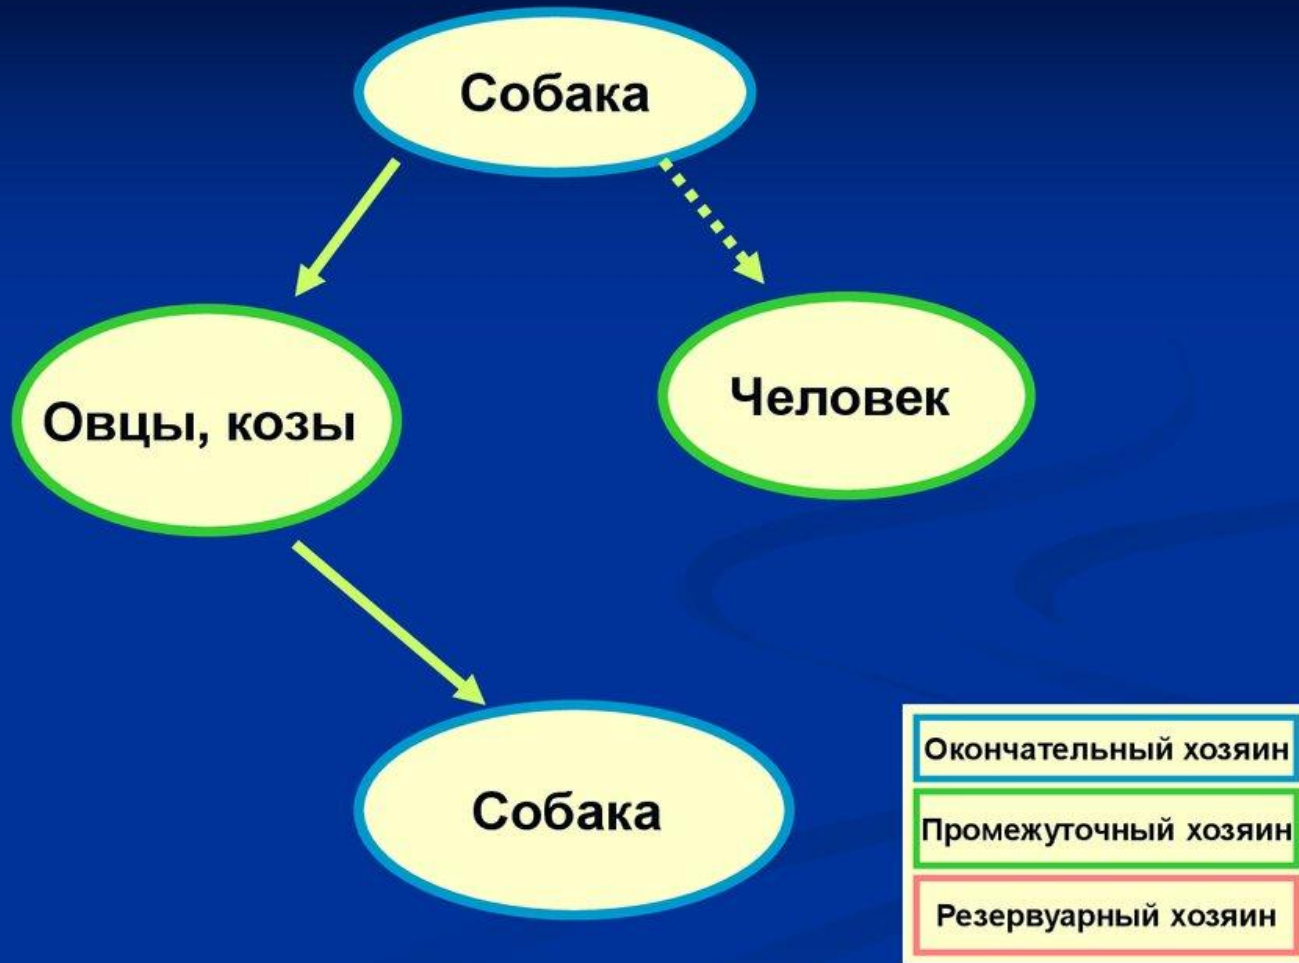 Собака
Овцы, козы
Человек
Собака
Окончательный хозяин
Промежуточный хозяин
Резервуарный хозяин